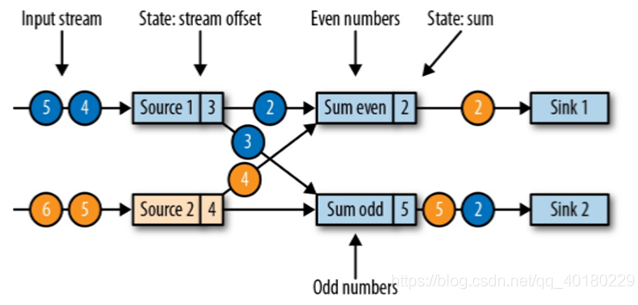 Input stream
State: stream offset
Even numbers
State: sum
5 4 Source 1 3 2 Sum even 2 2 Sink 1
3
4
6 5 Source 2 4 Sum odd 5 5 2 Sink 2
Odd numbers
https://blog.csdn.net/qq_40180229